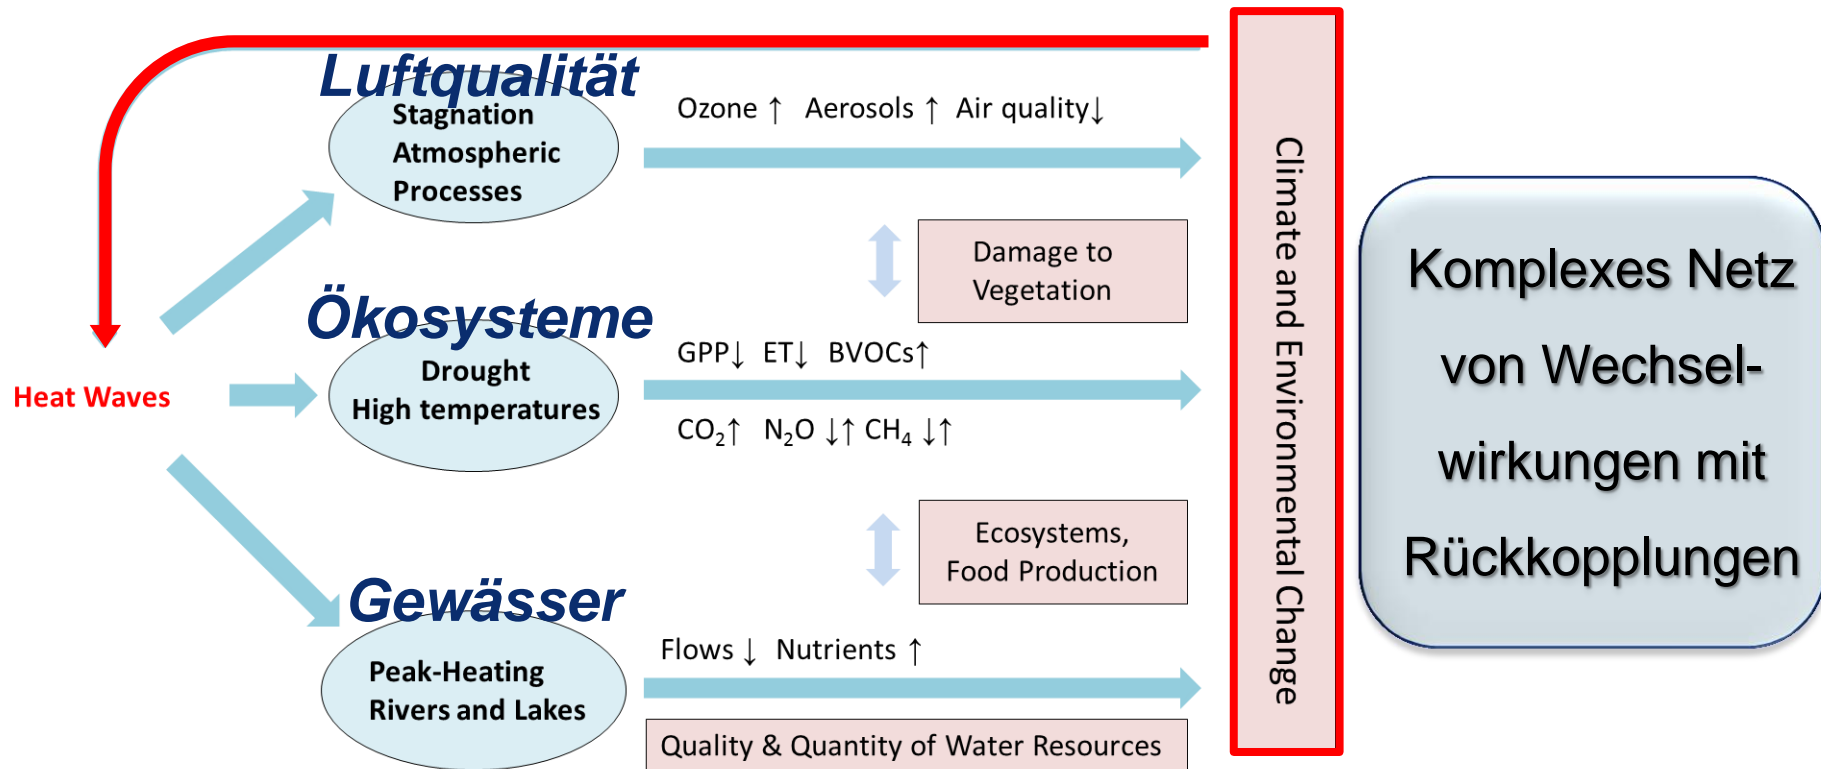 Luftqualität
Stagnation
Atmospheric
Processes
Ozone ↑ Aerosols ↑ Air quality↓
Damage to
Vegetation
Ökosysteme
Drought
High temperatures
GPP↓ ET↓ BVOCs↑
CO₂↑ N₂O ↓↑ CH₄ ↓↑
Heat Waves
Ecosystems,
Food Production
Gewässer
Peak-Heating
Rivers and Lakes
Flows ↓ Nutrients ↑
Quality & Quantity of Water Resources
Climate and Environmental Change
Komplexes Netz
von Wechsel-
wirkungen mit
Rückkopplungen